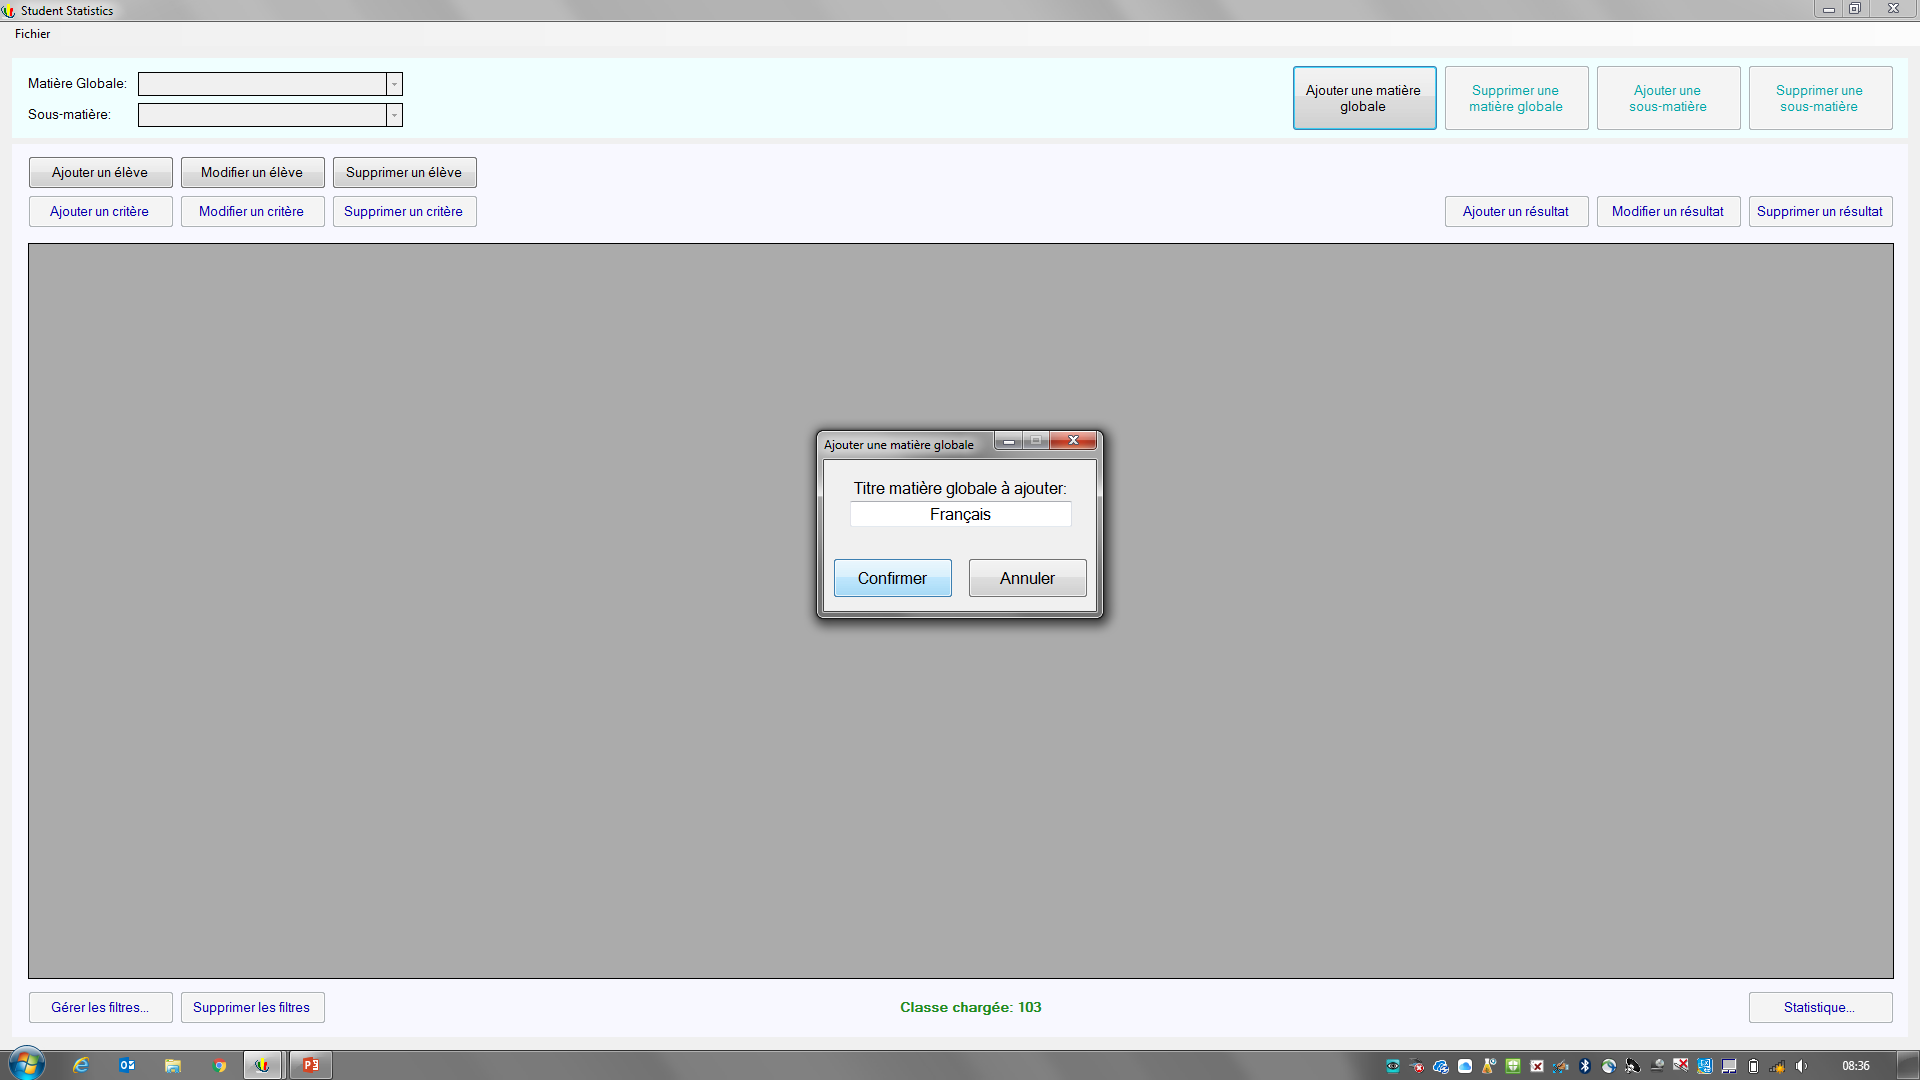 Student Statistics
Fichier
Matière Globale:
Sous-matière:
Ajouter une matière
globale
Supprimer une
matière globale
Ajouter une
sous-matière
Supprimer une
sous-matière
Ajouter un élève
Modifier un élève
Supprimer un élève
Ajouter un critère
Modifier un critère
Supprimer un critère
Ajouter un résultat
Modifier un résultat
Supprimer un résultat
Ajouter une matière globale
Titre matière globale à ajouter:
Français
Confirmer
Annuler
Gérer les filtres...
Supprimer les filtres
Classe chargée: 103
Statistique...
08:36